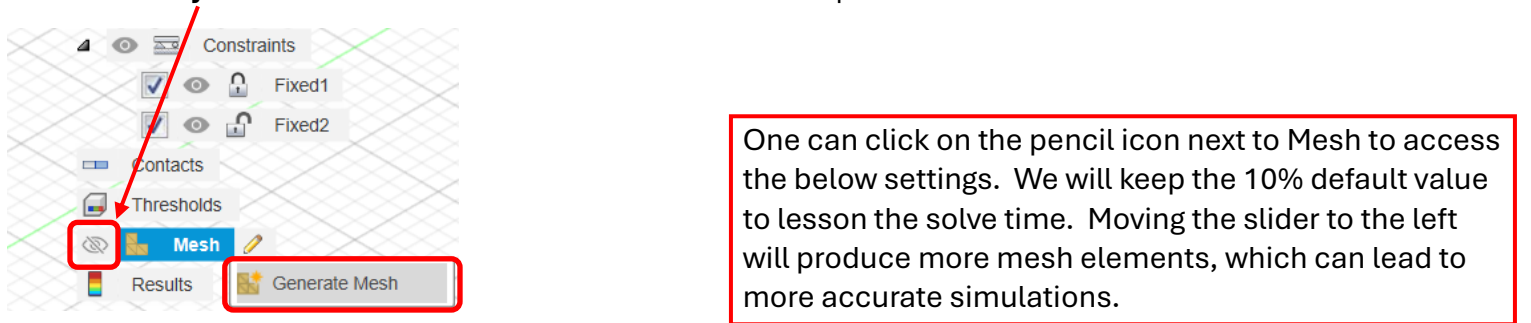 Constraints
Fixed1
Fixed2
Contacts
Thresholds
Mesh
Results
Generate Mesh
One can click on the pencil icon next to Mesh to access
the below settings. We will keep the 10% default value
to lesson the solve time. Moving the slider to the left
will produce more mesh elements, which can lead to
more accurate simulations.